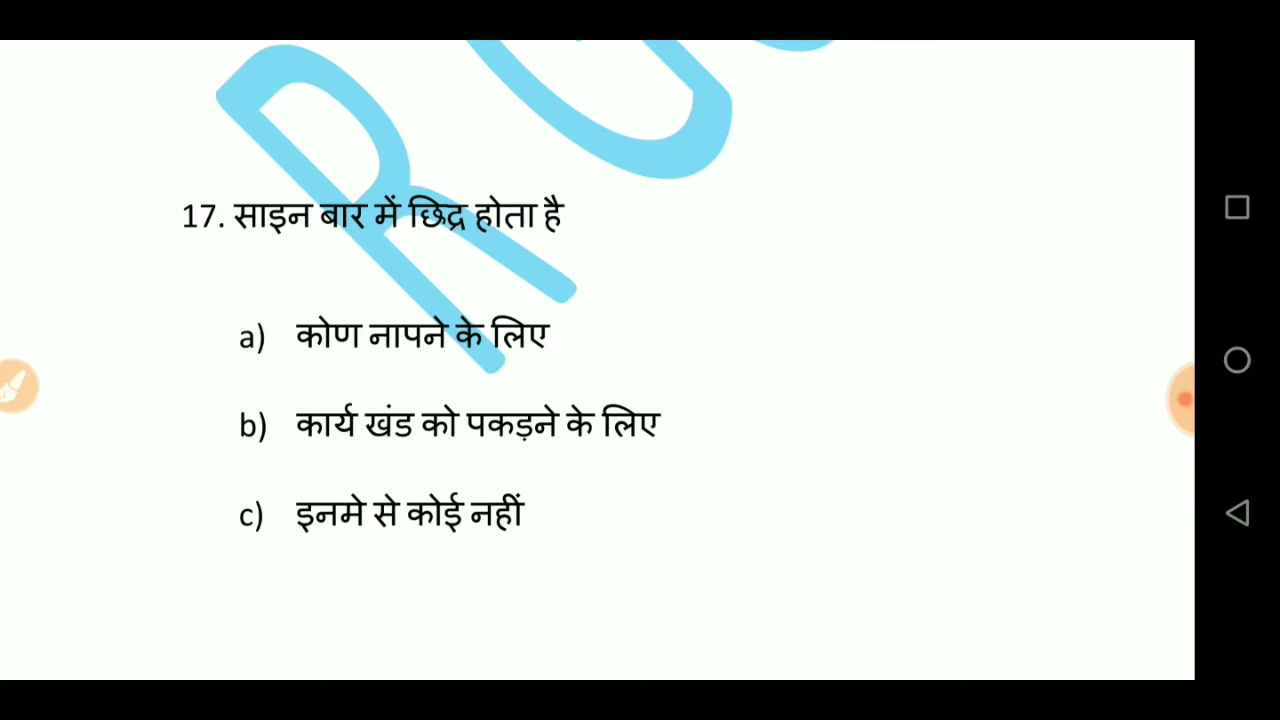 17. साइन बार में छिद्र होता है
a) कोण नापने के लिए
b) कार्य खंड को पकड़ने के लिए
c) इनमे से कोई नहीं